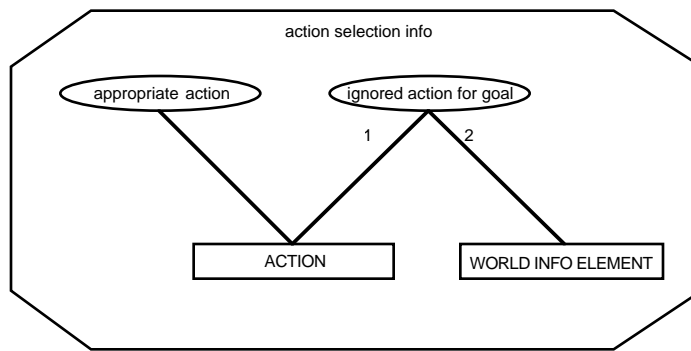 action selection info
appropriate action
ignored action for goal
1
2
ACTION
WORLD INFO ELEMENT